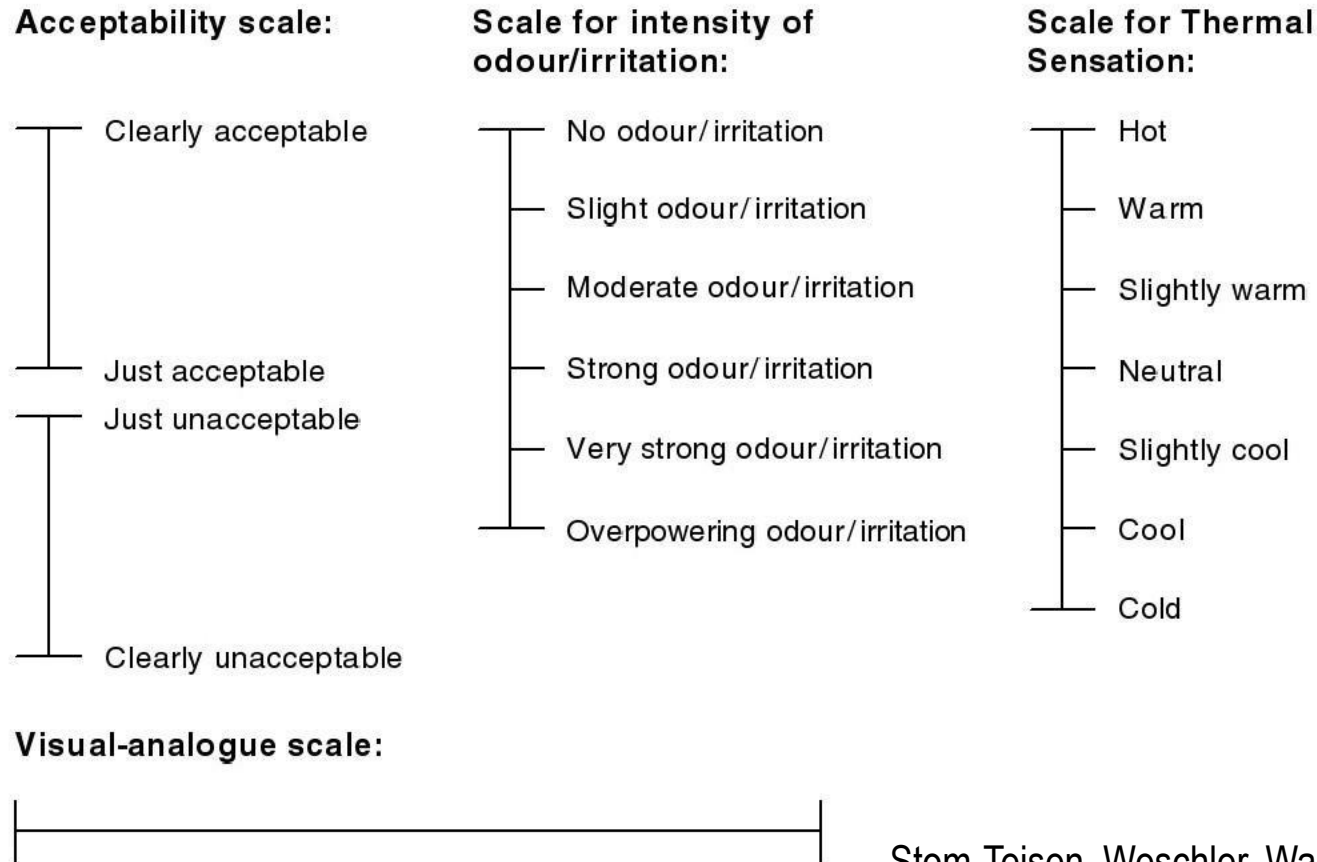 Acceptability scale:
Clearly acceptable
Just acceptable
Just unacceptable
Clearly unacceptable
Scale for intensity of
odour/irritation:
No odour/irritation
Slight odour/irritation
Moderate odour/irritation
Strong odour/irritation
Very strong odour/irritation
Overpowering odour/irritation
Scale for Thermal
Sensation:
Hot
Warm
Slightly warm
Neutral
Slightly cool
Cool
Cold
Visual-analogue scale: